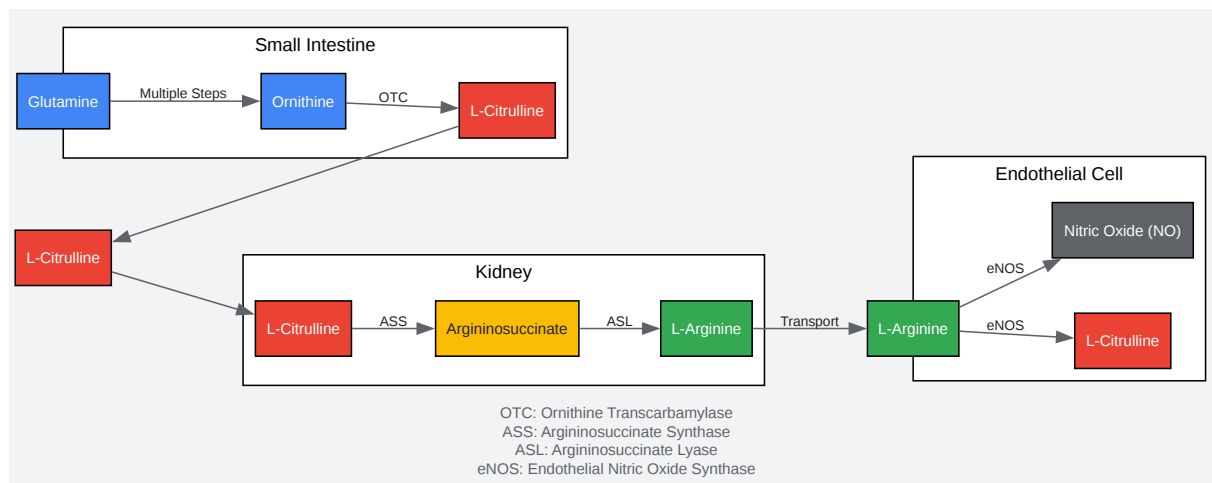 Small Intestine
Glutamine
Multiple Steps
Ornithine
OTC
L-Citrulline
L-Citrulline
Kidney
L-Citrulline
ASS
Argininosuccinate
ASL
L-Arginine
Transport
Endothelial Cell
L-Arginine
eNOS
Nitric Oxide (NO)
eNOS
L-Citrulline
OTC: Ornithine Transcarbamylase
ASS: Argininosuccinate Synthase
ASL: Argininosuccinate Lyase
eNOS: Endothelial Nitric Oxide Synthase